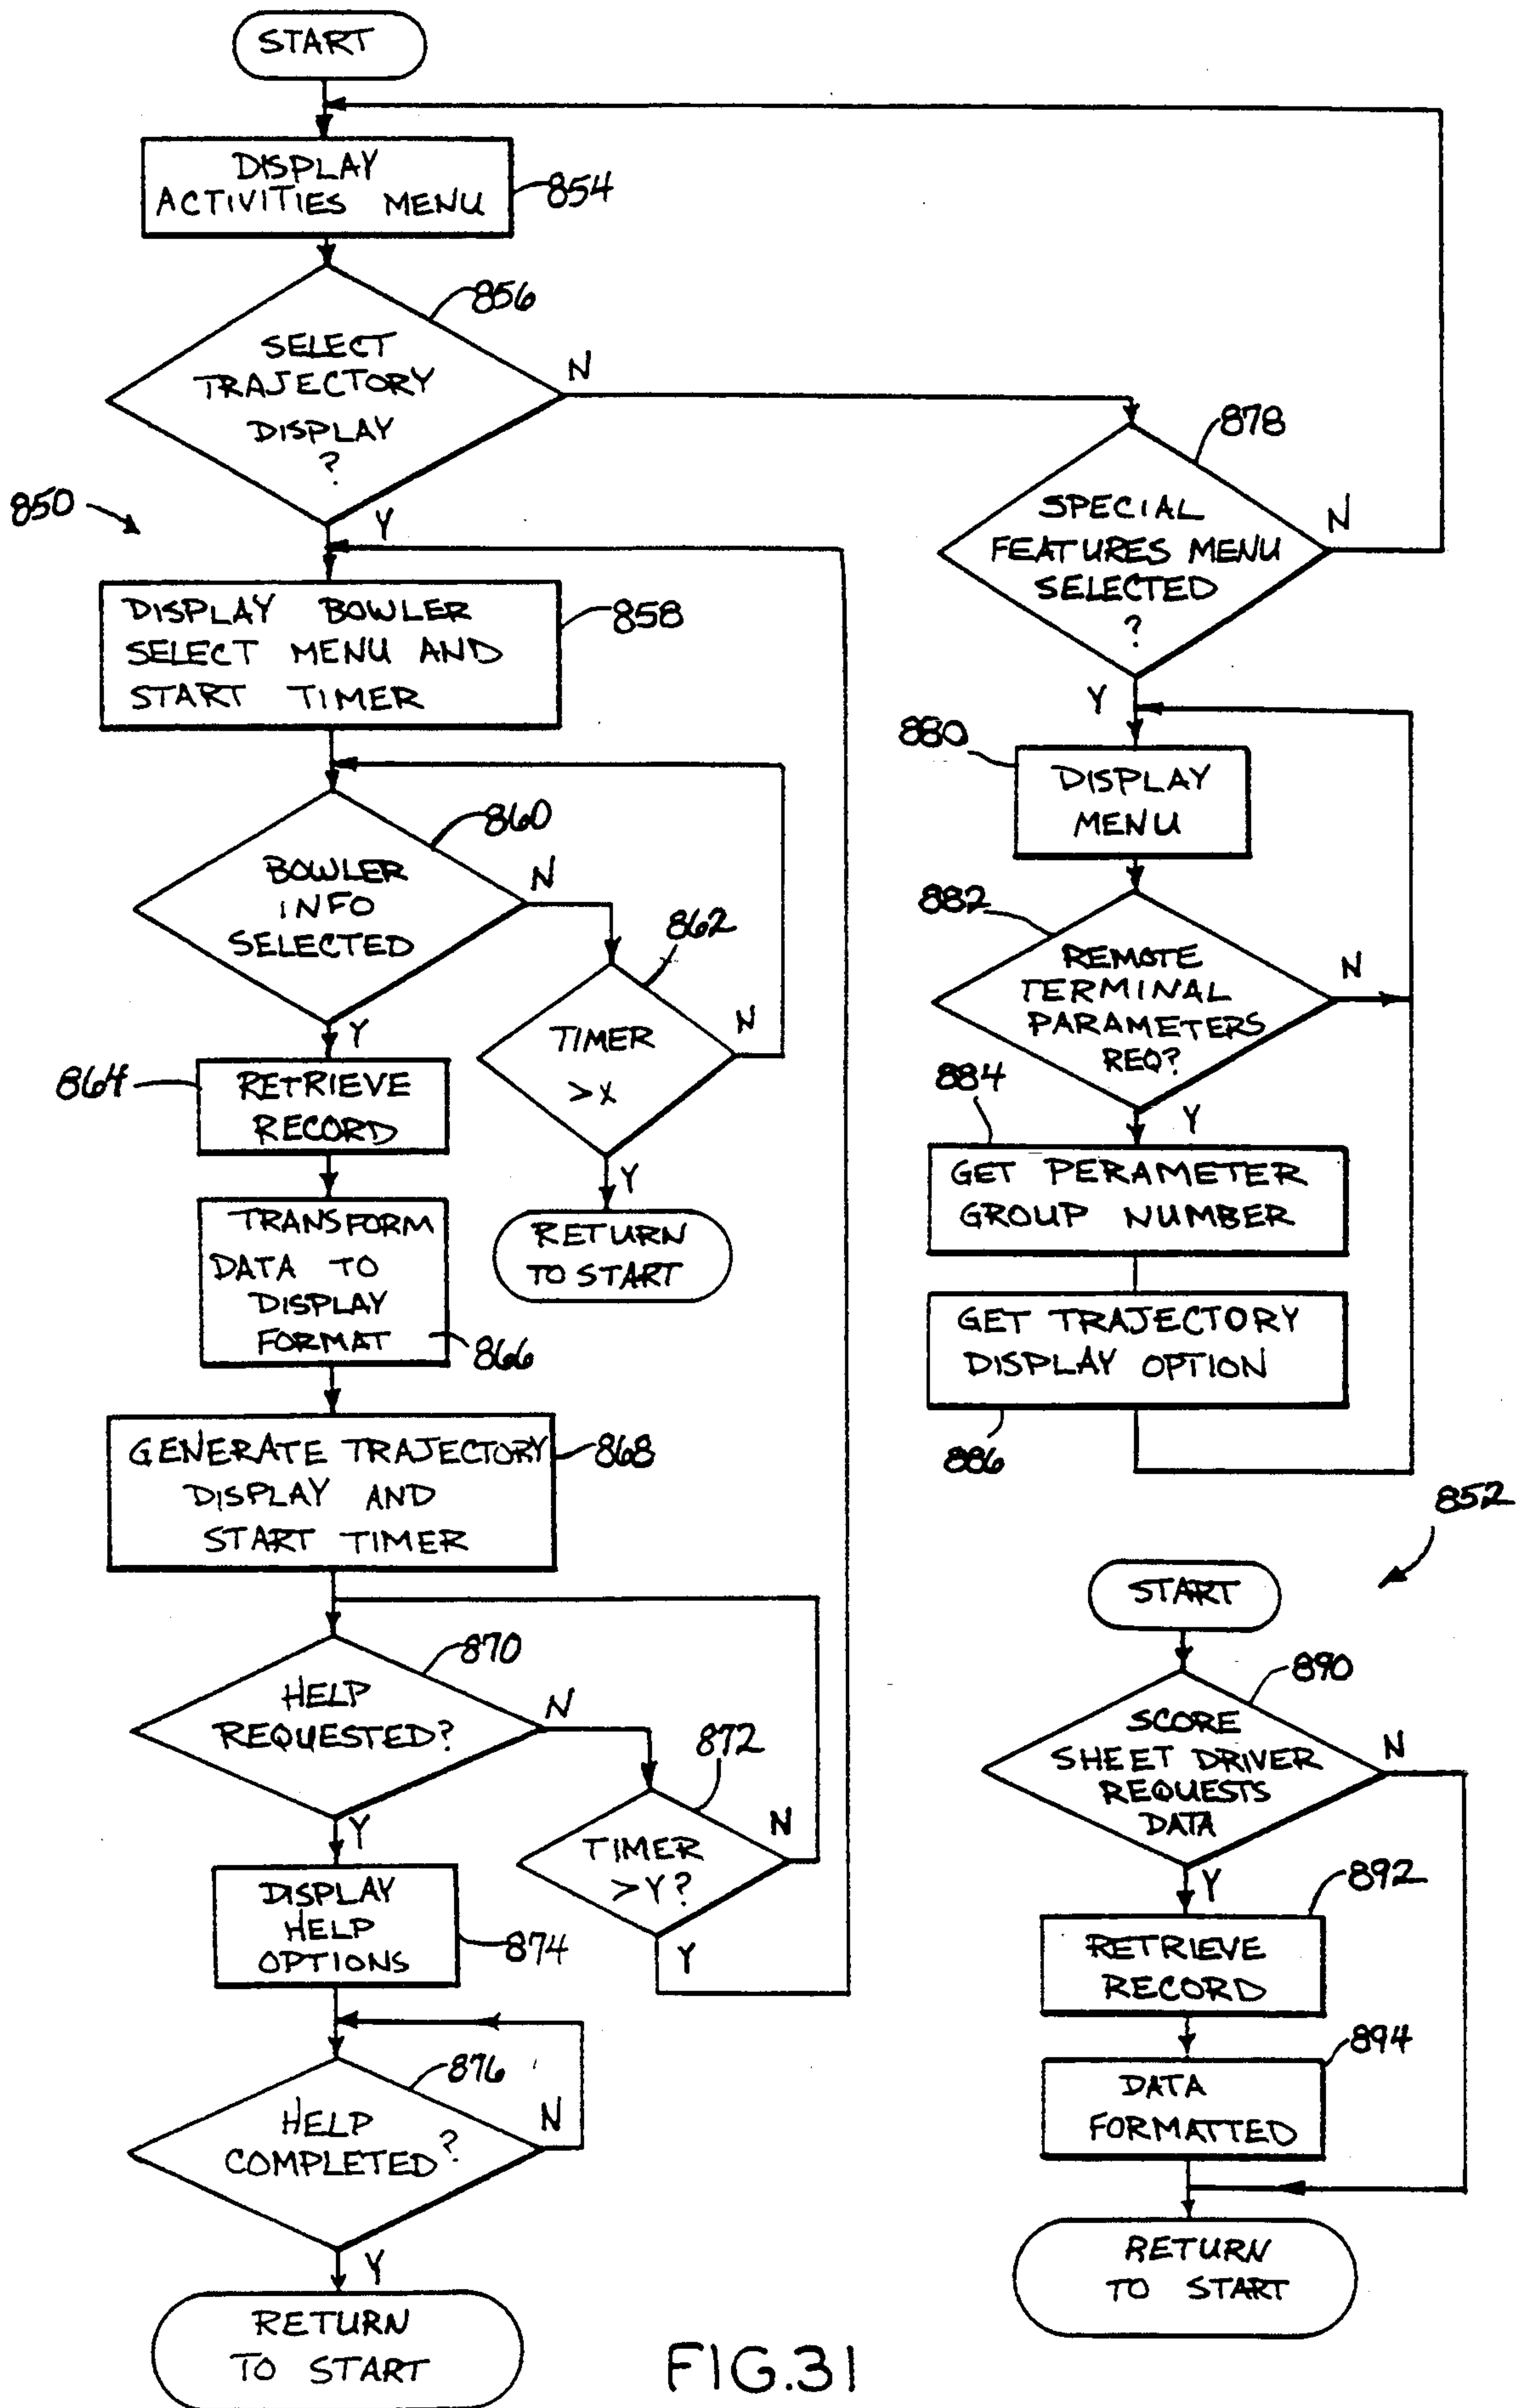 START
DISPLAY
ACTIVITIES MENU
854
856
SELECT
TRAJECTORY
DISPLAY
?
N
Y
850
DISPLAY BOWLER
SELECT MENU AND
START TIMER
858
860
BOWLER
INFO
SELECTED
N
Y
862
TIMER
>X
N
Y
RETURN
TO START
864
RETRIEVE
RECORD
TRANSFORM
DATA TO
DISPLAY
FORMAT
866
GENERATE TRAJECTORY
DISPLAY AND
START TIMER
868
870
HELP
REQUESTED?
N
Y
872
TIMER
>Y?
N
Y
DISPLAY
HELP
OPTIONS
874
876
HELP
COMPLETED?
N
Y
RETURN
TO START
878
SPECIAL
FEATURES MENU
SELECTED
?
N
Y
880
DISPLAY
MENU
882
REMOTE
TERMINAL
PARAMETERS
REQ?
N
Y
884
GET PERAMETER
GROUP NUMBER
GET TRAJECTORY
DISPLAY OPTION
886
852
START
890
SCORE
SHEET DRIVER
REQUESTS
DATA
N
Y
892
RETRIEVE
RECORD
894
DATA
FORMATTED
RETURN
TO START
FIG.31